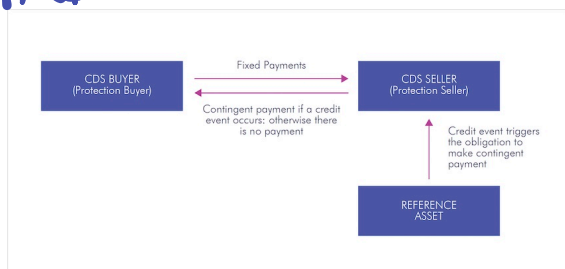 Fixed Payments
CDS BUYER
(Protection Buyer)
CDS SELLER
(Protection Seller)
Contingent payment if a credit
event occurs: otherwise there
is no payment
Credit event triggers
the obligation to
make contingent
payment
REFERENCE
ASSET